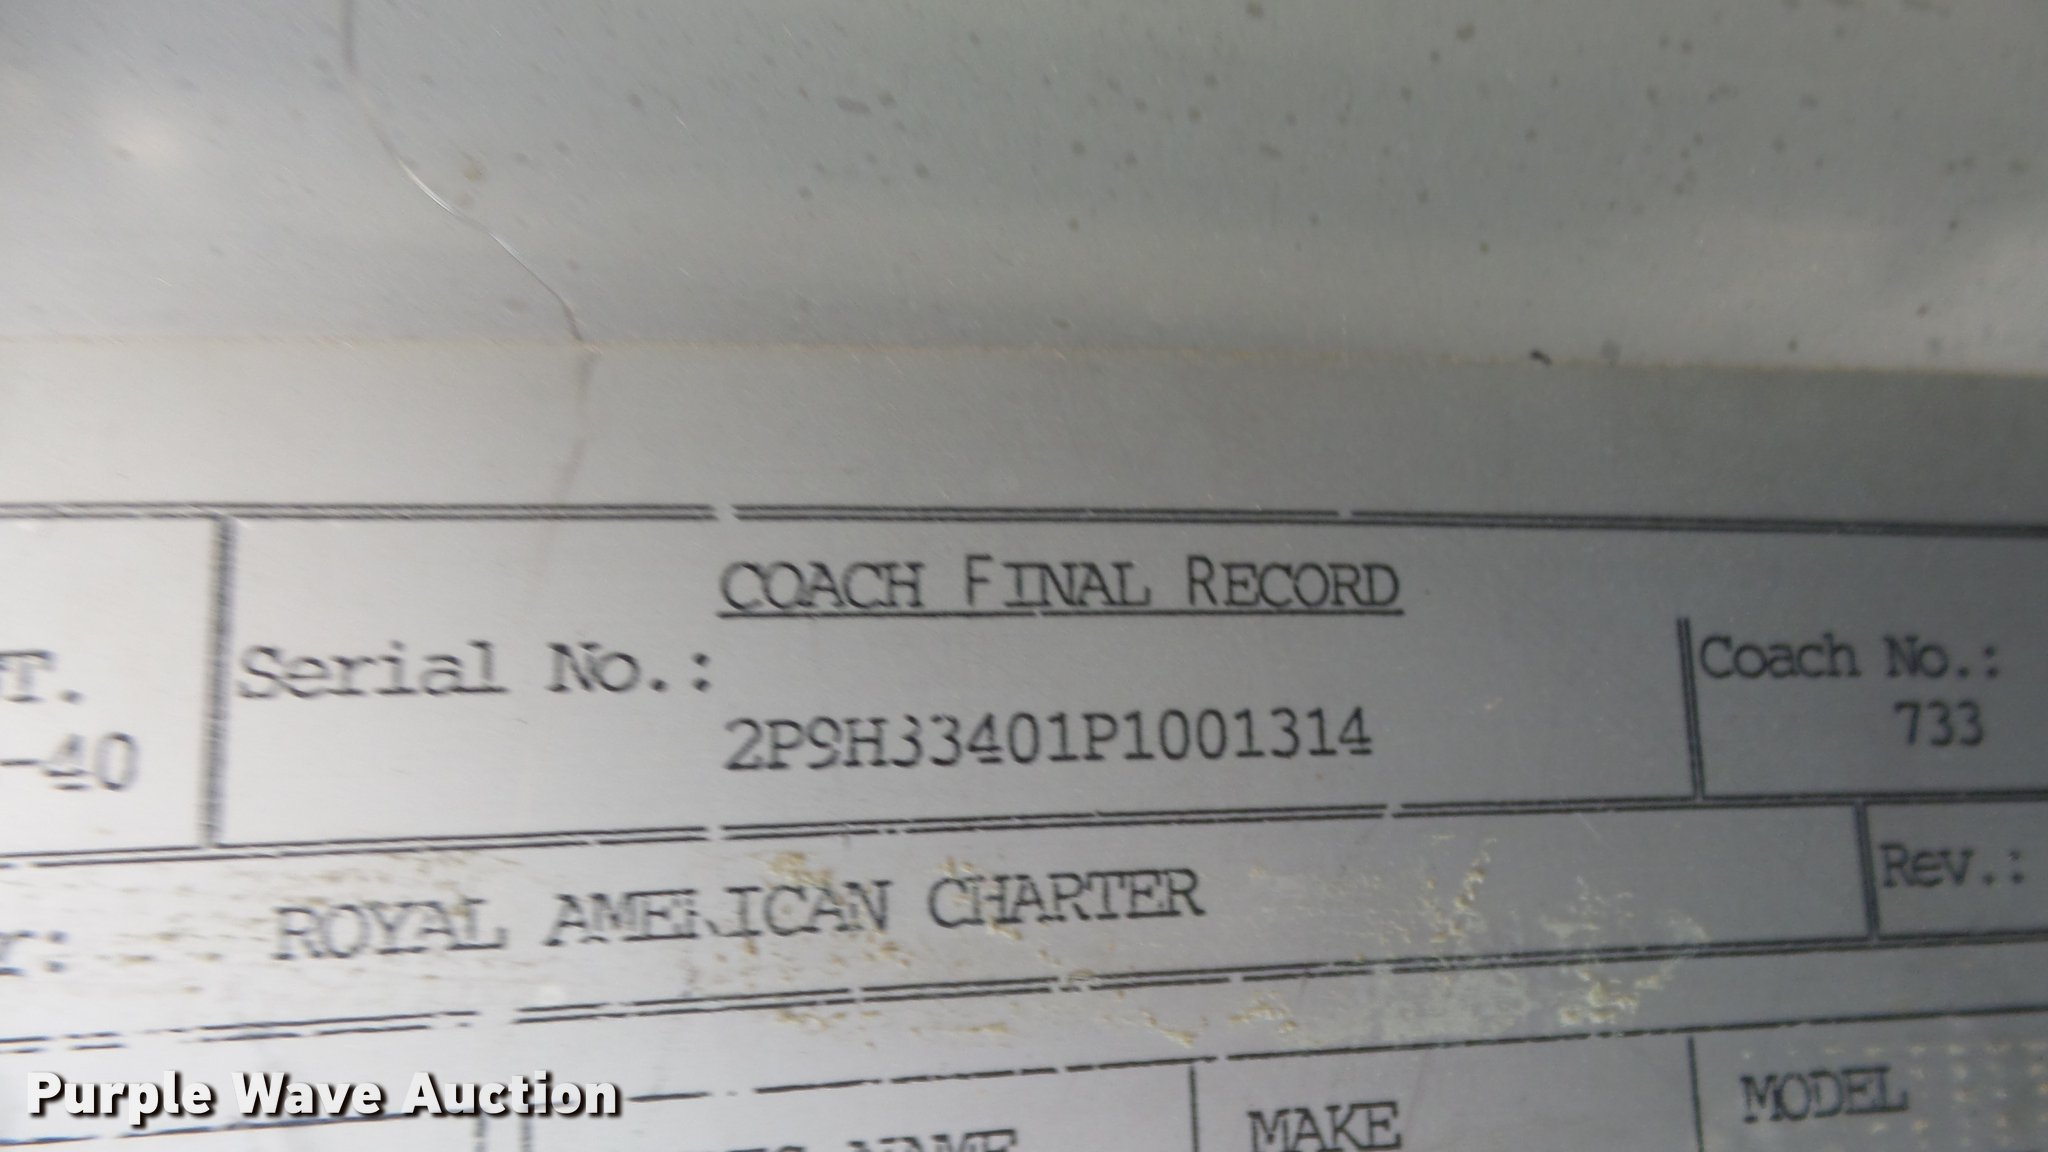 COACH FINAL RECORD
T.
Serial No.:
Coach No.:
-40
2P9H33401P1001314
733
r:
ROYAL AMERICAN CHARTER
Rev.:
NAME
MAKE
MODEL
Purple Wave Auction